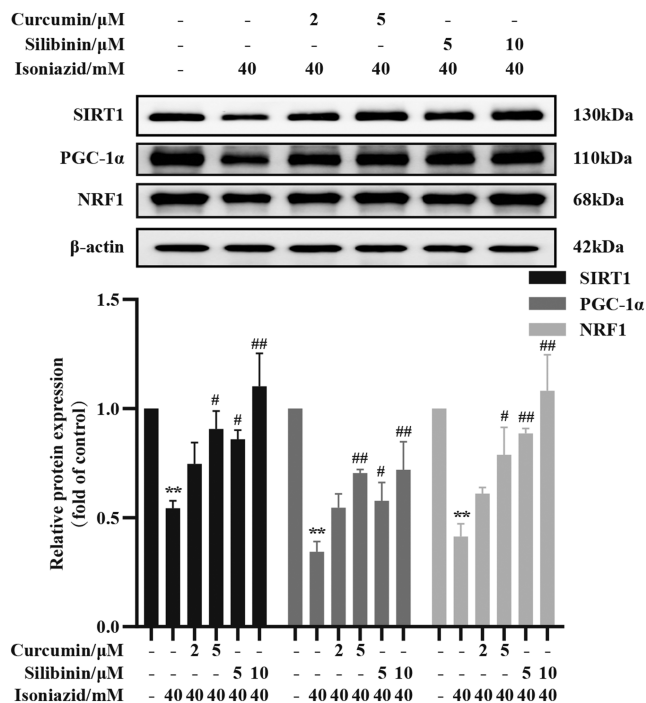 Curcumin/μM - - 2 5 - -
Silibinin/μM - - - - 5 10
Isoniazid/mM - 40 40 40 40 40
SIRT1 130kDa
PGC-1α 110kDa
NRF1 68kDa
β-actin 42kDa
SIRT1
PGC-1α
NRF1
Relative protein expression
(fold of control)
1.5
1.0
0.5
0.0
** # # ##
** ## # ##
** # ## ##
Curcumin/μM - - 2 5 - - - - 2 5 - - - - 2 5 - -
Silibinin/μM - - - - 5 10 - - - - 5 10 - - - - 5 10
Isoniazid/mM - 40 40 40 40 40 - 40 40 40 40 40 - 40 40 40 40 40